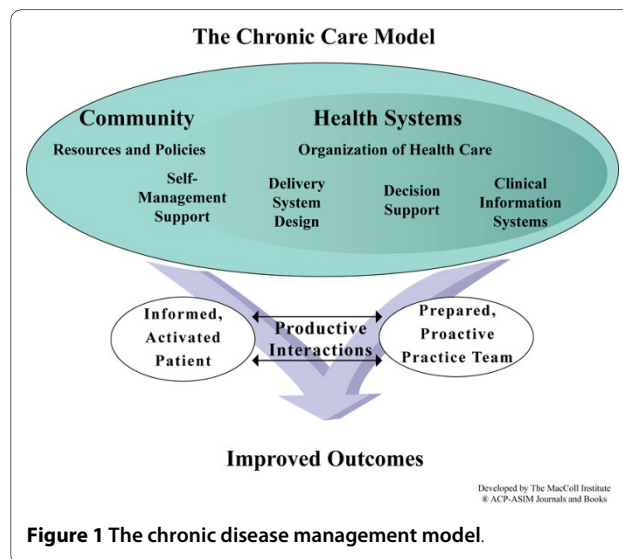 The Chronic Care Model
Community
Resources and Policies
Health Systems
Organization of Health Care
Self-
Management
Support
Delivery
System
Design
Decision
Support
Clinical
Information
Systems
Informed,
Activated
Patient
Productive
Interactions
Prepared,
Proactive
Practice Team
Improved Outcomes
Developed by The MacColl Institute
® ACP-ASIM Journals and Books
Figure 1 The chronic disease management model.